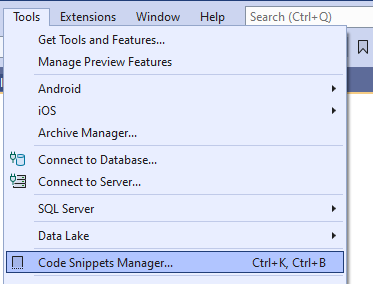 Tools Extensions Window Help Search (Ctrl+Q)
Get Tools and Features...
Manage Preview Features
Android
iOS
Archive Manager...
Connect to Database...
Connect to Server...
SQL Server
Data Lake
Code Snippets Manager... Ctrl+K, Ctrl+B